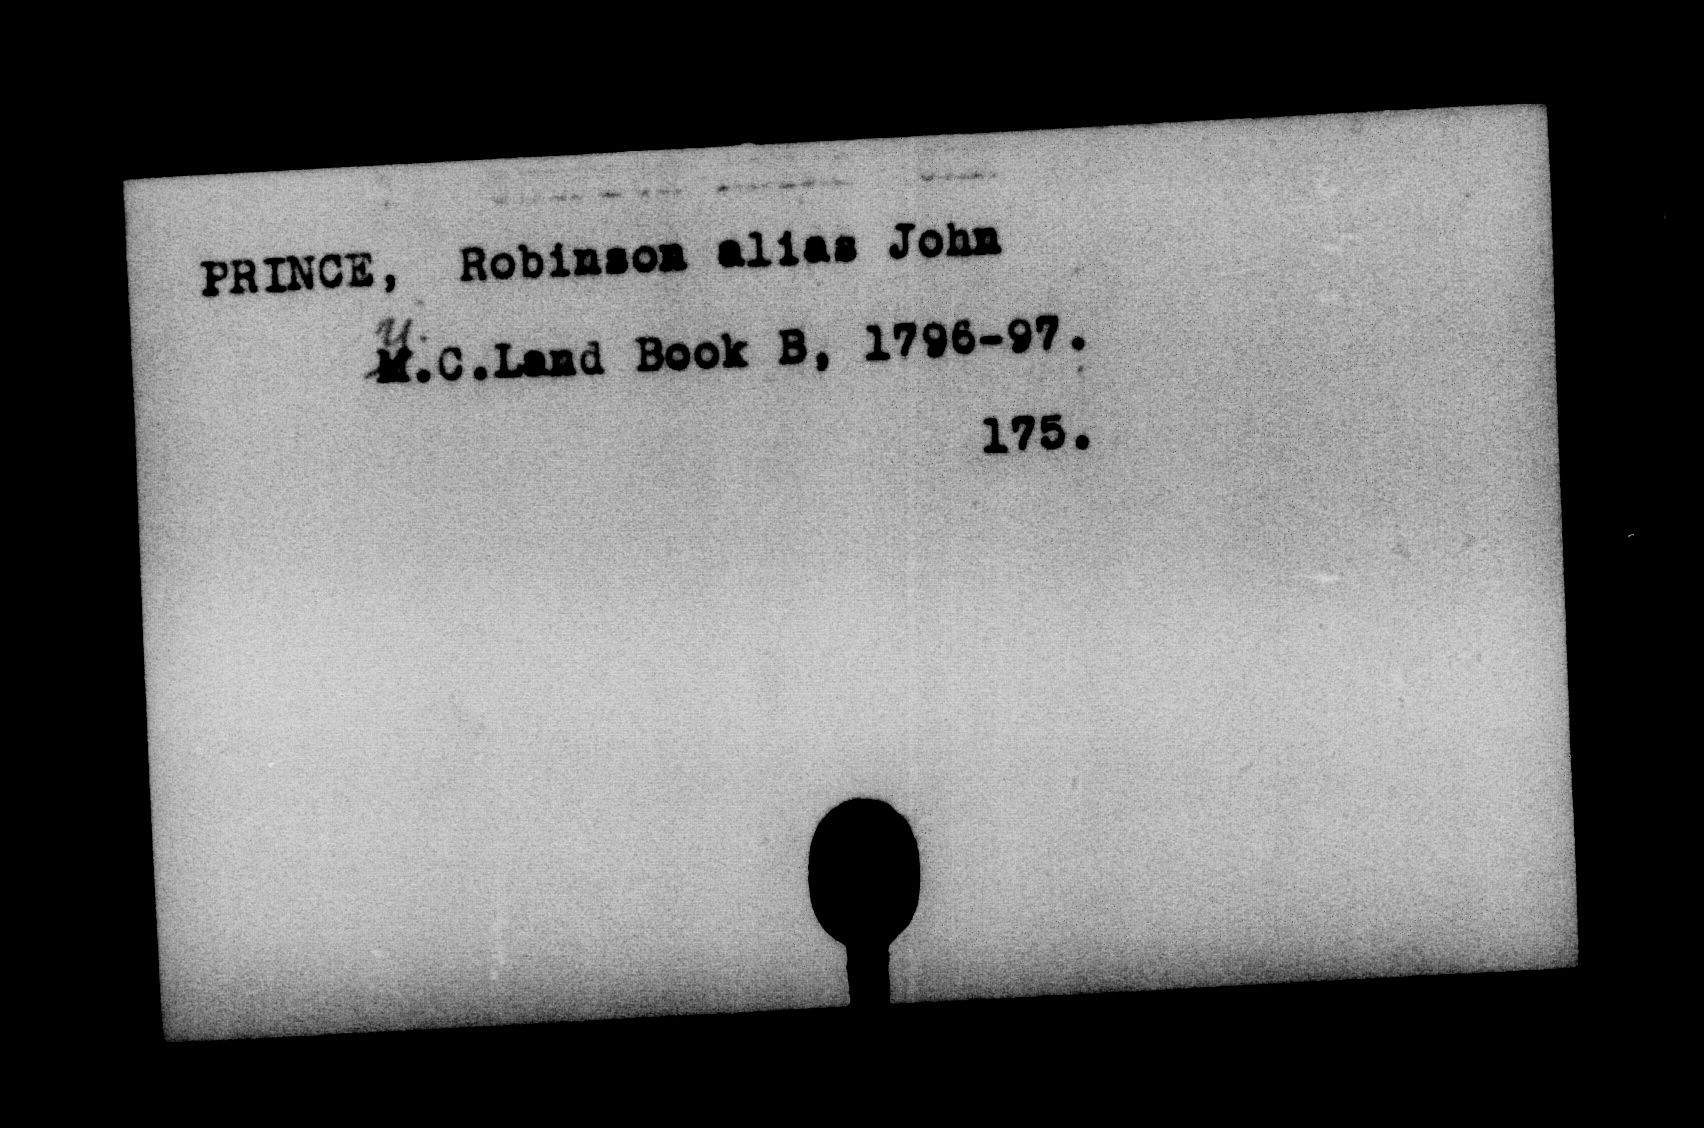 PRINCE, Robinson alias John
U.
M.C.Land Book B, 1796-97.
175.